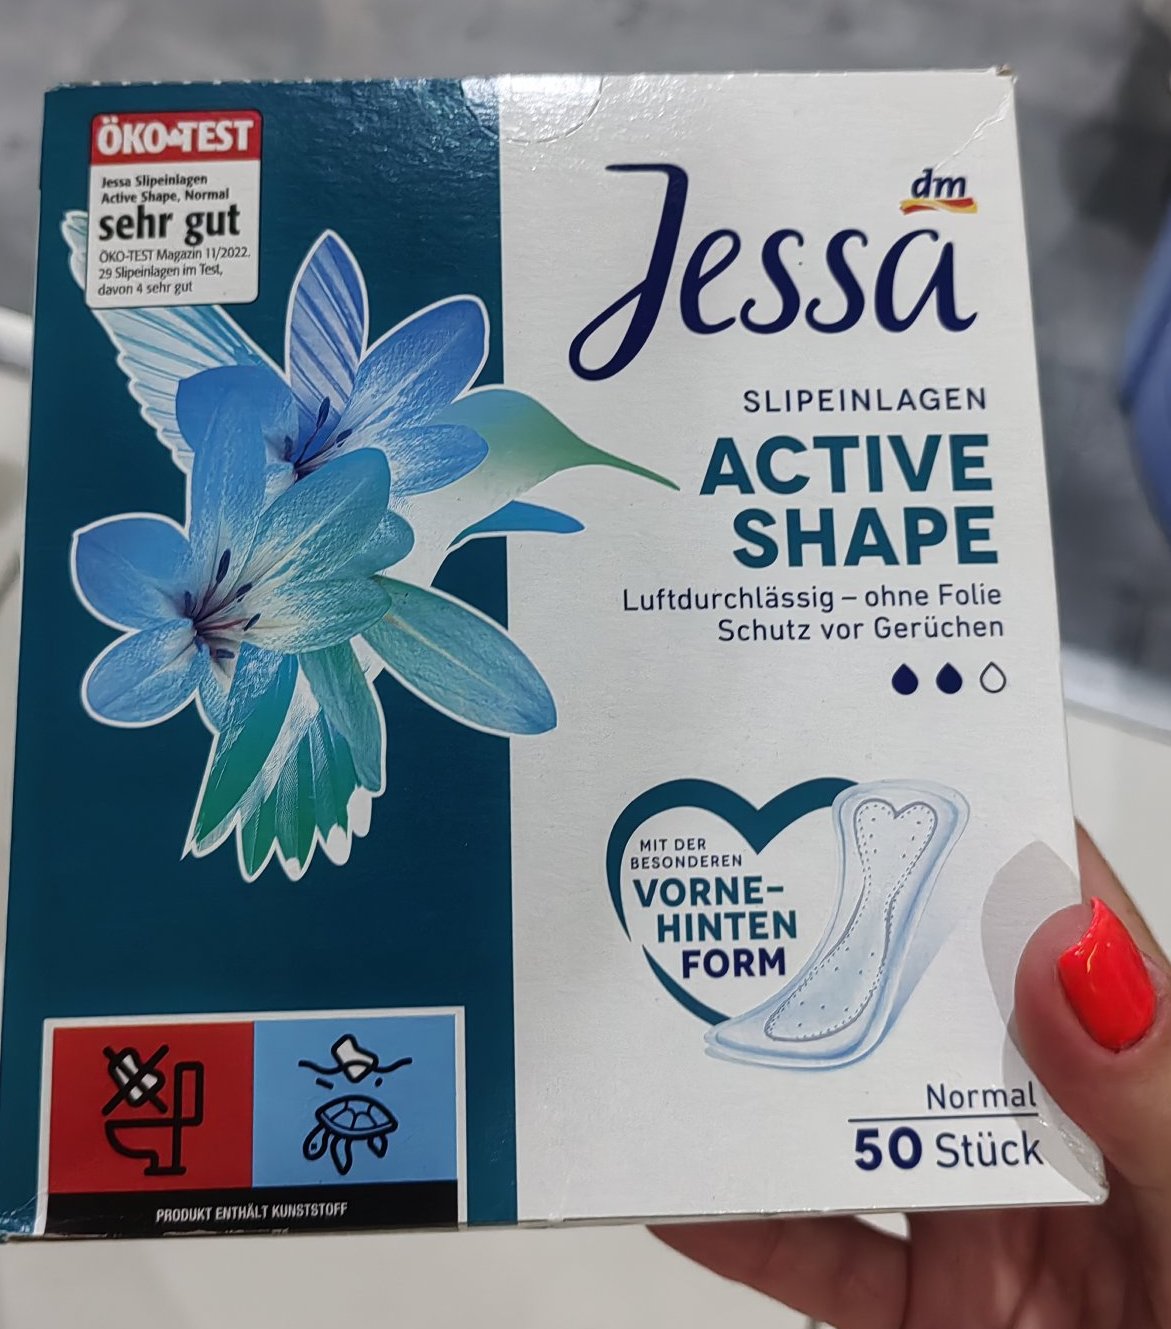 ÖKO-TEST
Jessa Slipeinlagen
Active Shape, Normal
sehr gut
ÖKO-TEST Magazin 11/2022.
29 Slipeinlagen im Test,
davon 4 sehr gut
dm
Jessa
SLIPEINLAGEN
ACTIVE
SHAPE
Luftdurchlässig – ohne Folie
Schutz vor Gerüchen
MIT DER
BESONDEREN
VORNE-
HINTEN
FORM
Normal
50 Stück
PRODUKT ENTHÄLT KUNSTSTOFF